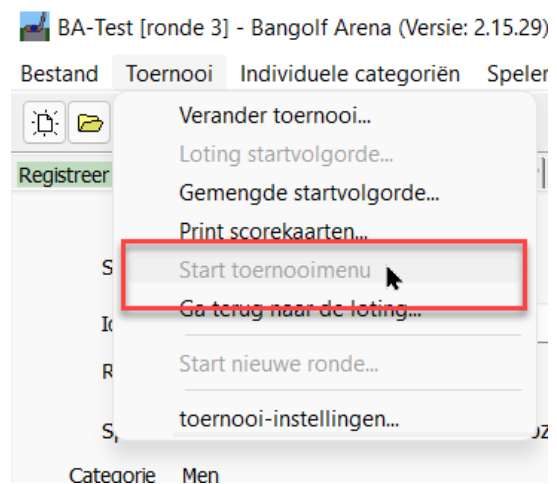 BA-Test [ronde 3] - Bangolf Arena (Versie: 2.15.29)
Bestand Toernooi Individuele categoriën Speler
Verander toernooi...
Loting startvolgorde...
Registreer
Gemengde startvolgorde...
Print scorekaarten...
Start toernooimenu
Ga terug naar de loting...
Start nieuwe ronde...
toernooi-instellingen...
Categorie Men